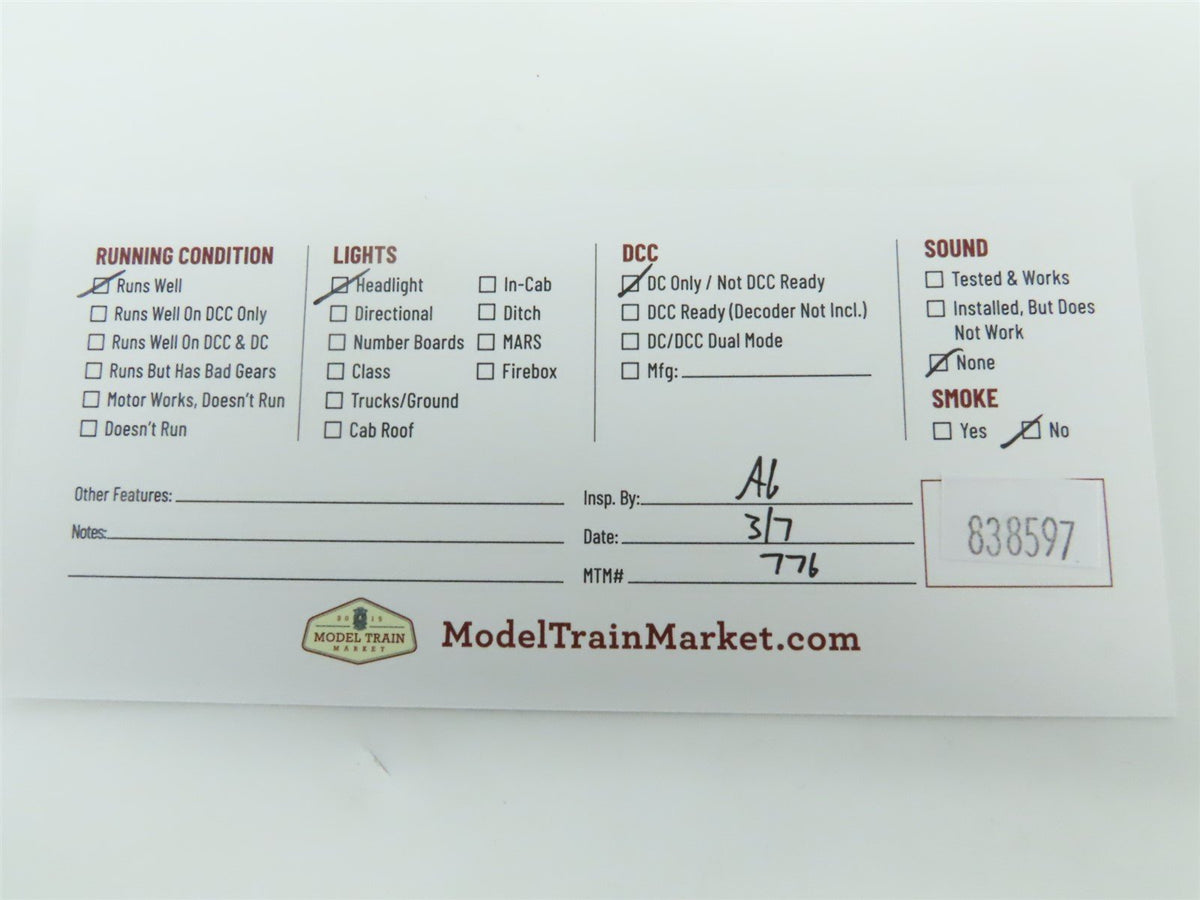 RUNNING CONDITION
Runs Well
Runs Well On DCC Only
Runs Well On DCC & DC
Runs But Has Bad Gears
Motor Works, Doesn't Run
Doesn't Run
LIGHTS
Headlight
Directional
Number Boards
Class
Trucks/Ground
Cab Roof
In-Cab
Ditch
MARS
Firebox
DCC
DC Only / Not DCC Ready
DCC Ready (Decoder Not Incl.)
DC/DCC Dual Mode
Mfg:
SOUND
Tested & Works
Installed, But Does
Not Work
None
SMOKE
Yes No
Other Features:
Notes:
Insp. By: Ab
Date: 3/7
MTM# 776
838597
2015
MODEL TRAIN
MARKET
ModelTrainMarket.com